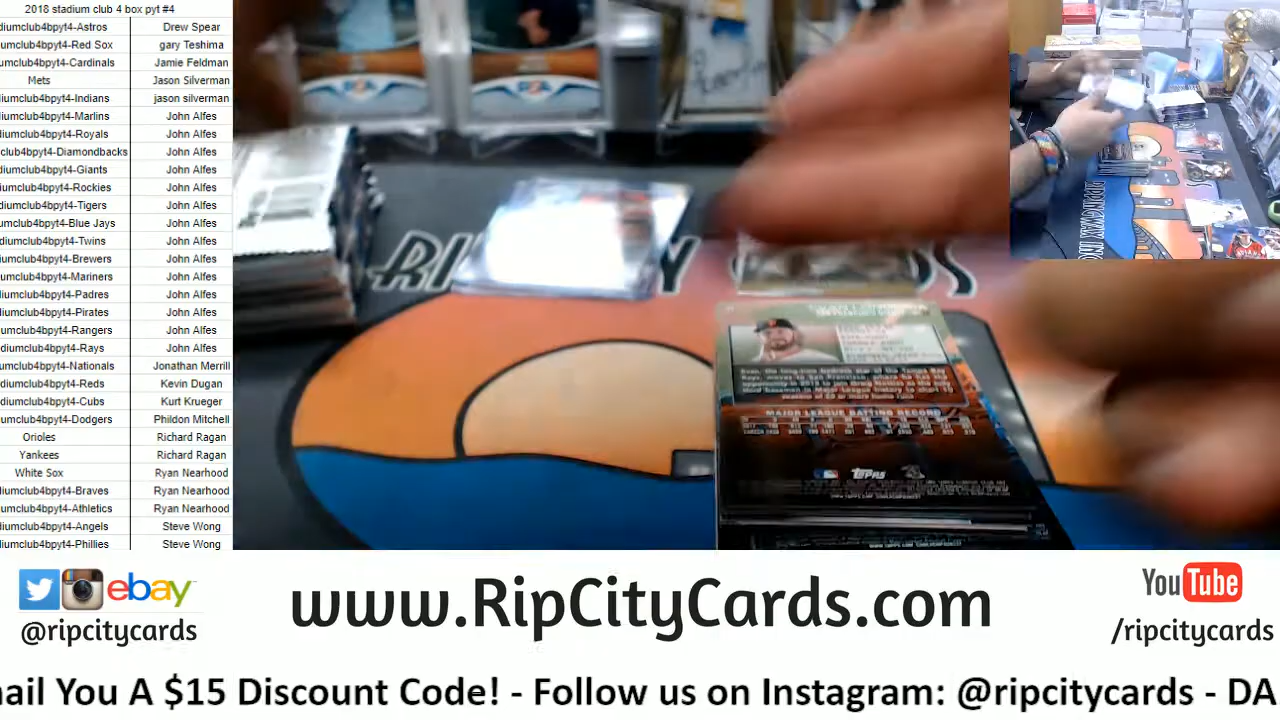 2018 stadium club 4 box pyt #4
diumclub4bpyt4-Astros Drew Spear
umclub4bpyt4-Red Sox gary Teshima
umclub4bpyt4-Cardinals Jamie Feldman
Mets Jason Silverman
diumclub4bpyt4-Indians jason silverman
iumclub4bpyt4-Marlins John Alfes
diumclub4bpyt4-Royals John Alfes
club4bpyt4-Diamondbacks John Alfes
diumclub4bpyt4-Giants John Alfes
diumclub4bpyt4-Rockies John Alfes
diumclub4bpyt4-Tigers John Alfes
umclub4bpyt4-Blue Jays John Alfes
diumclub4bpyt4-Twins John Alfes
iumclub4bpyt4-Brewers John Alfes
iumclub4bpyt4-Mariners John Alfes
diumclub4bpyt4-Padres John Alfes
diumclub4bpyt4-Pirates John Alfes
iumclub4bpyt4-Rangers John Alfes
diumclub4bpyt4-Rays John Alfes
iumclub4bpyt4-Nationals Jonathan Merrill
diumclub4bpyt4-Reds Kevin Dugan
diumclub4bpyt4-Cubs Kurt Krueger
umclub4bpyt4-Dodgers Phildon Mitchell
Orioles Richard Ragan
Yankees Richard Ragan
White Sox Ryan Nearhood
diumclub4bpyt4-Braves Ryan Nearhood
iumclub4bpyt4-Athletics Ryan Nearhood
diumclub4bpyt4-Angels Steve Wong
iumclub4bpyt4-Phillies Steve Wong
MAJOR LEAGUE BATTING RECORD
TOPPS
ebay
@ripcitycards
www.RipCityCards.com
YouTube
/ripcitycards
nail You A $15 Discount Code! - Follow us on Instagram: @ripcitycards - DA